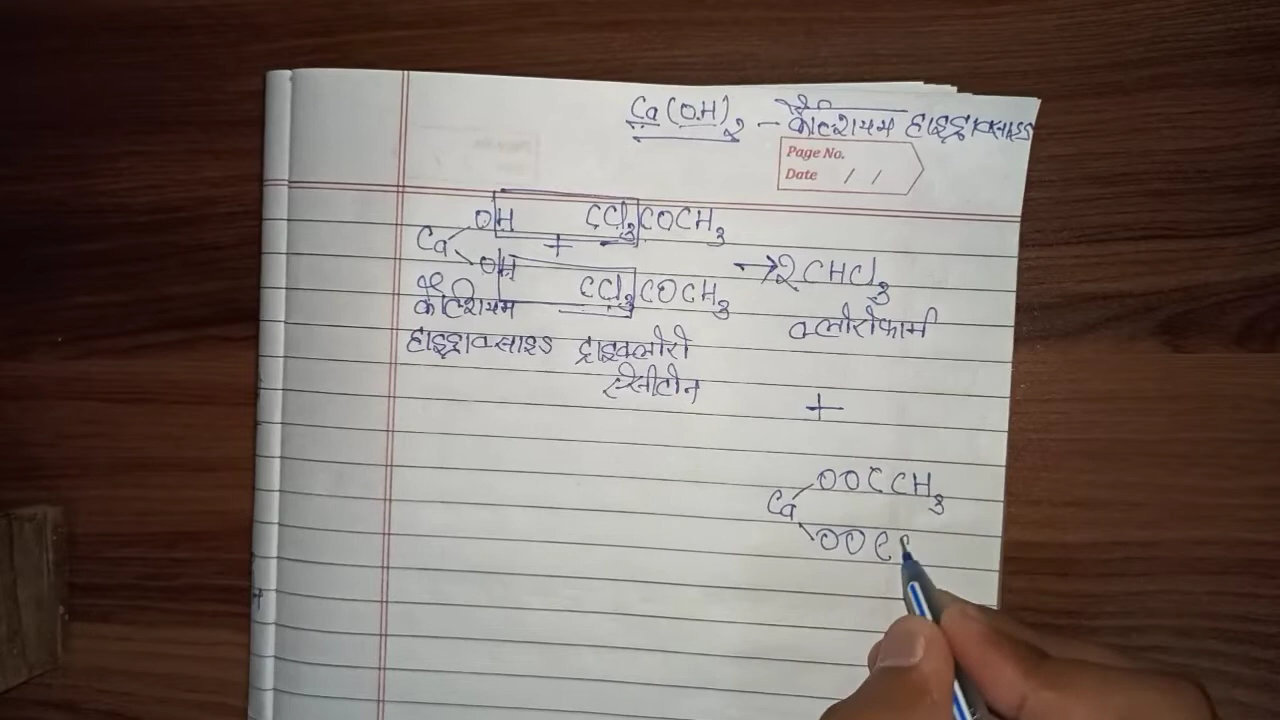 Ca(OH)2 - कैल्शियम हाइड्राक्साइड
Page No.
Date / /
OH CCl3COCH3
Ca + → 2CHCl3
OH CCl3COCH3
कैल्शियम क्लोरोफार्म
हाइड्राक्साइड ट्राइक्लोरो
ऐसीटोन
+
OOCCH3
Ca
OOC